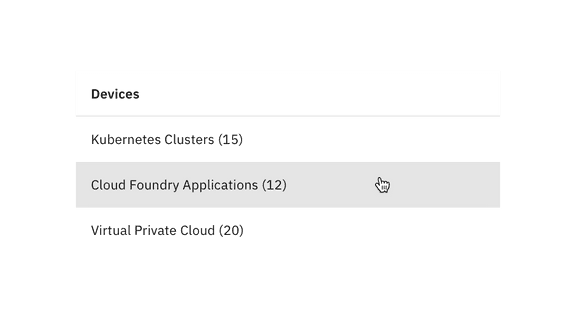 Devices
Kubernetes Clusters (15)
Cloud Foundry Applications (12)
Virtual Private Cloud (20)